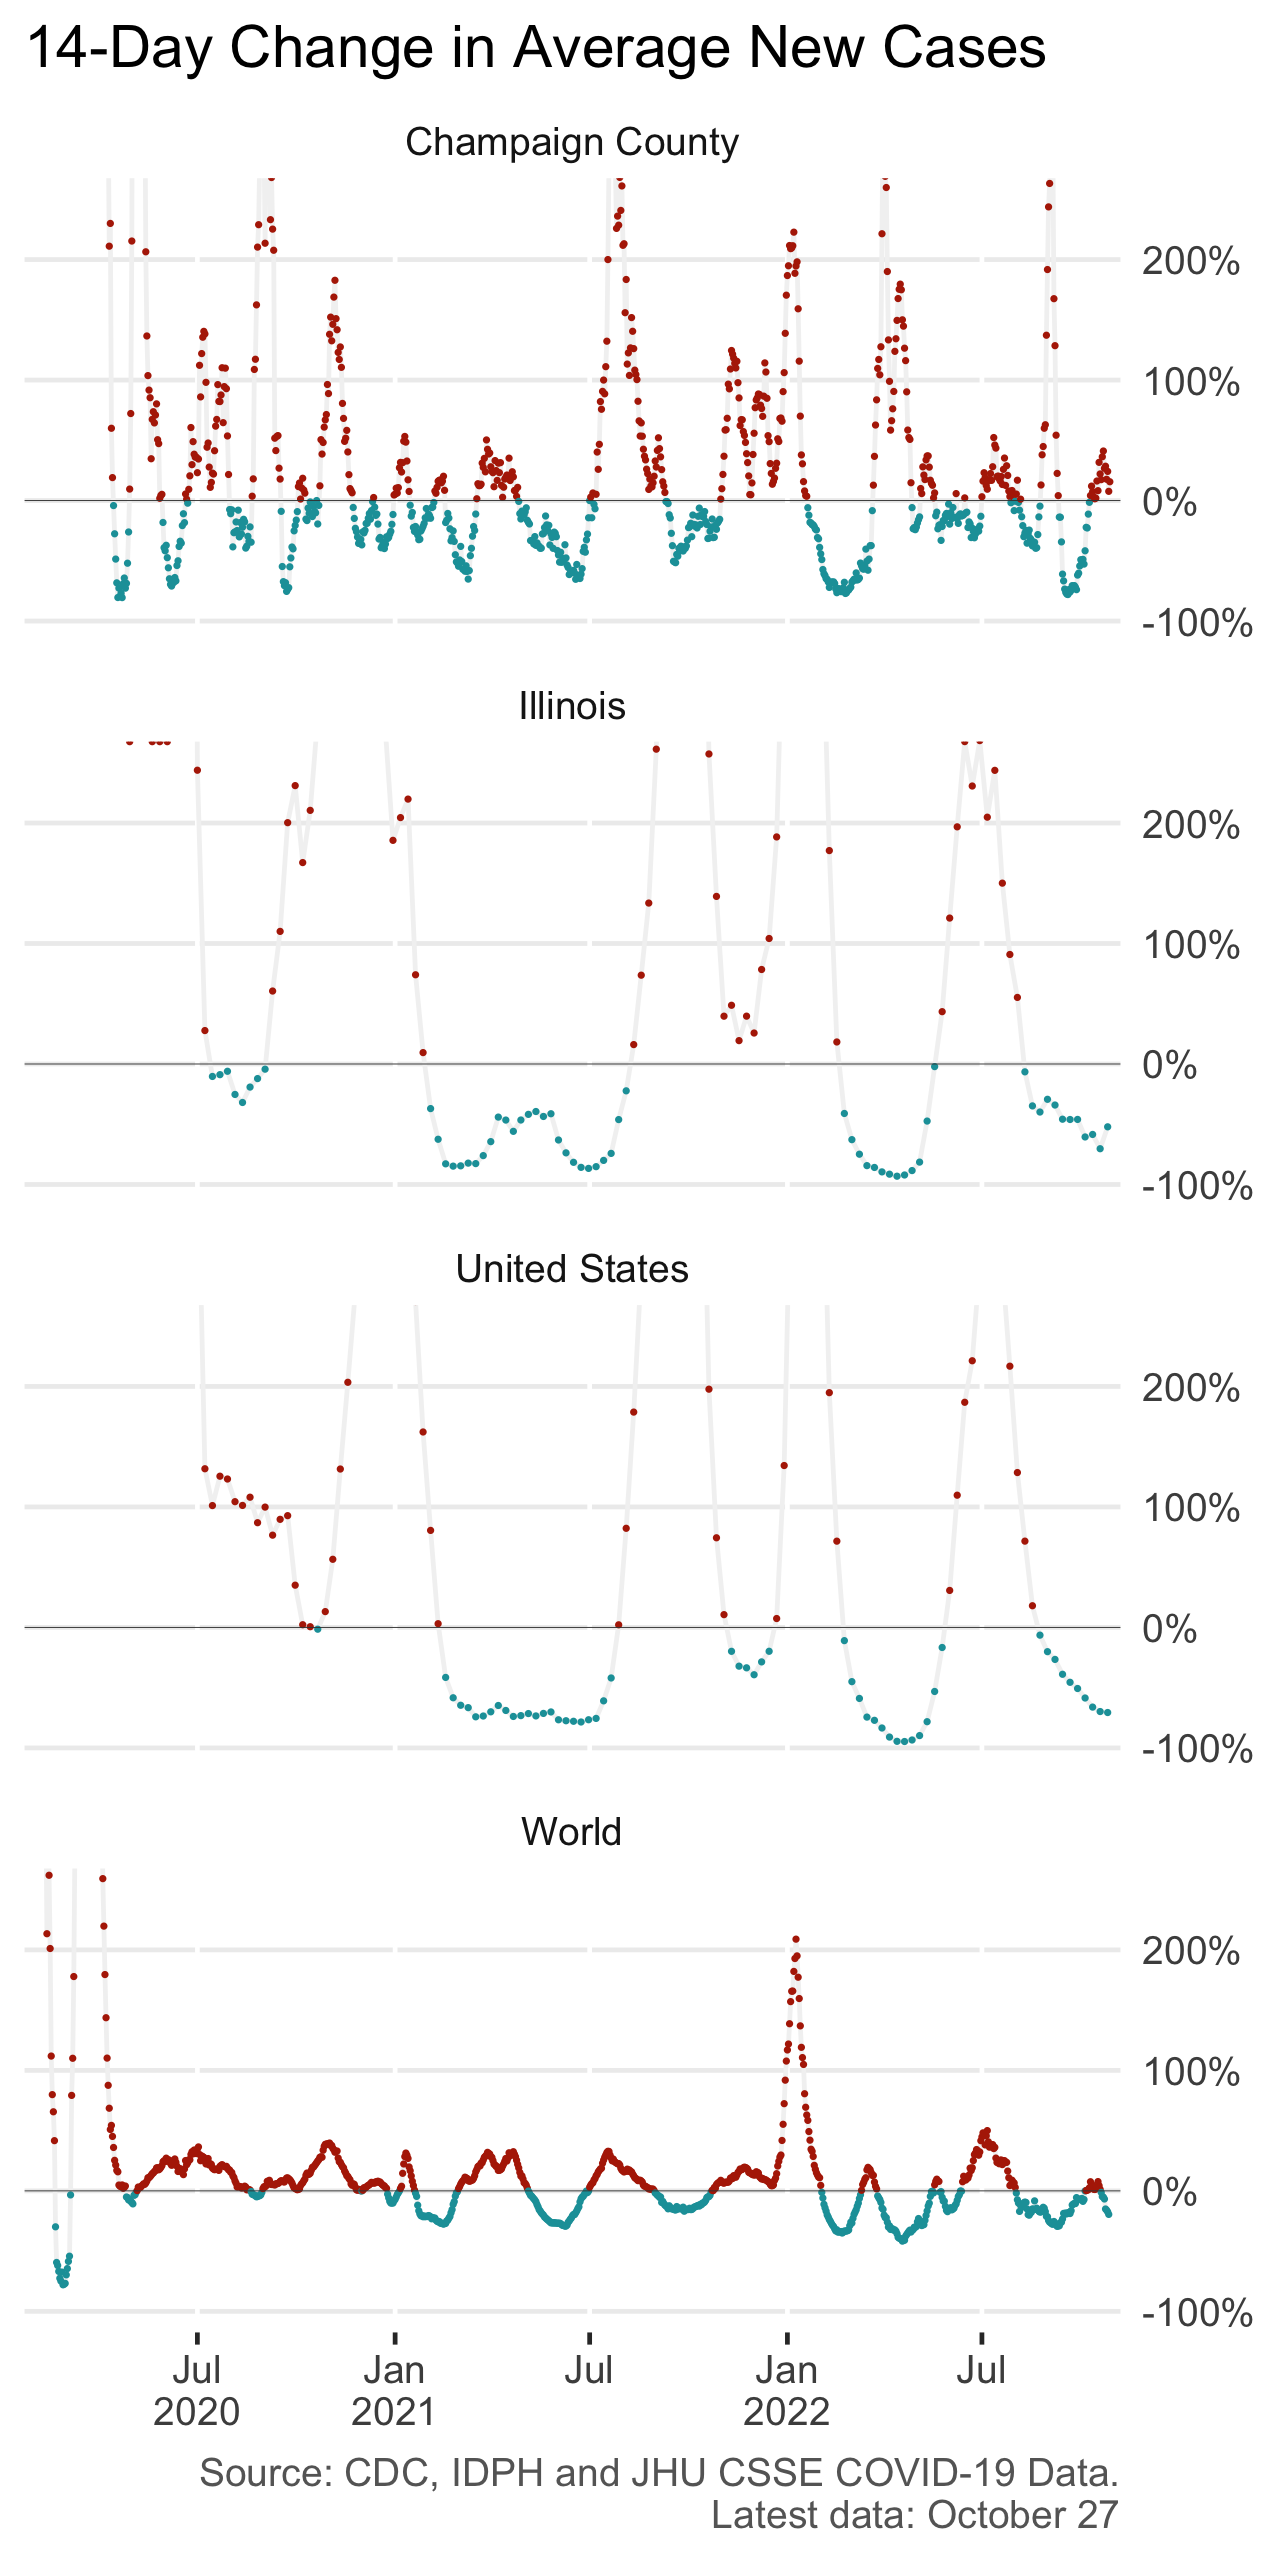 14-Day Change in Average New Cases
Champaign County
200%
100%
0%
-100%
Illinois
200%
100%
0%
-100%
United States
200%
100%
0%
-100%
World
200%
100%
0%
-100%
Jul Jan Jul Jan Jul
2020 2021 2022
Source: CDC, IDPH and JHU CSSE COVID-19 Data.
Latest data: October 27